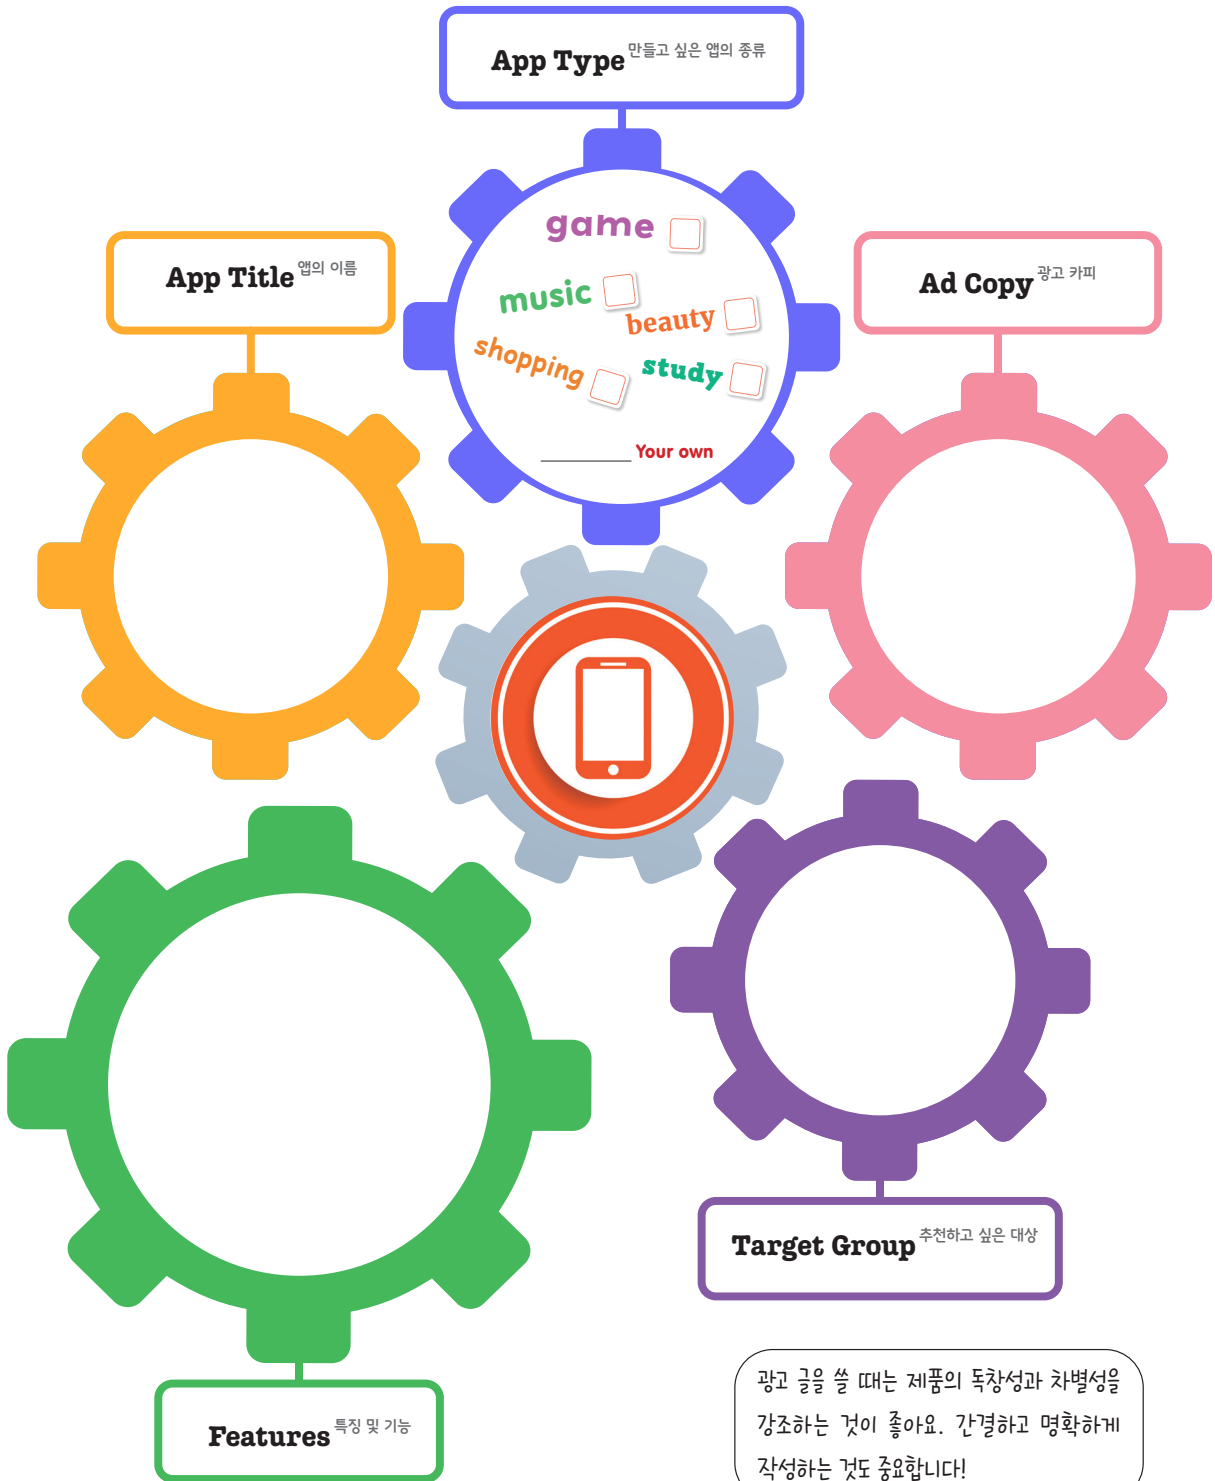 App Type 만들고 싶은 앱의 종류
game
music
beauty
shopping
study
Your own
App Title 앱의 이름
Ad Copy 광고 카피
Target Group 추천하고 싶은 대상
Features 특징 및 기능
광고 글을 쓸 때는 제품의 독창성과 차별성을
강조하는 것이 좋아요. 간결하고 명확하게
작성하는 것도 중요합니다!